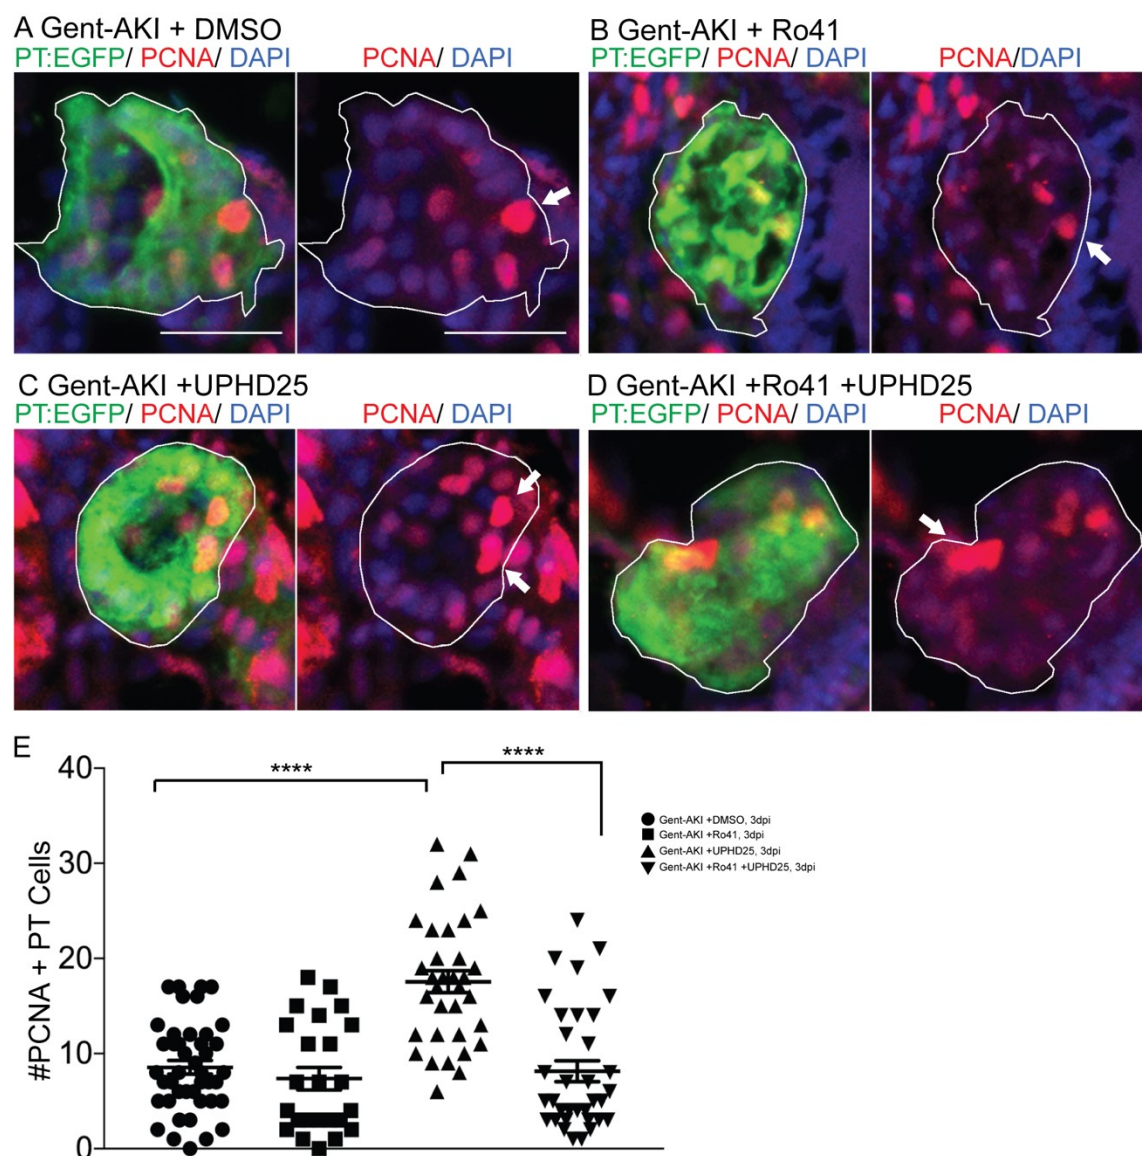 A Gent-AKI + DMSO
PT:EGFP/ PCNA/ DAPI
PCNA/ DAPI
B Gent-AKI + Ro41
PT:EGFP/ PCNA/ DAPI
PCNA/DAPI
C Gent-AKI +UPHD25
PT:EGFP/ PCNA/ DAPI
PCNA/ DAPI
D Gent-AKI +Ro41 +UPHD25
PT:EGFP/ PCNA/ DAPI
PCNA/ DAPI
E
#PCNA + PT Cells
40
30
20
10
0
****
****
Gent-AKI +DMSO, 3dpi
Gent-AKI +Ro41, 3dpi
Gent-AKI +UPHD25, 3dpi
Gent-AKI +Ro41 +UPHD25, 3dpi